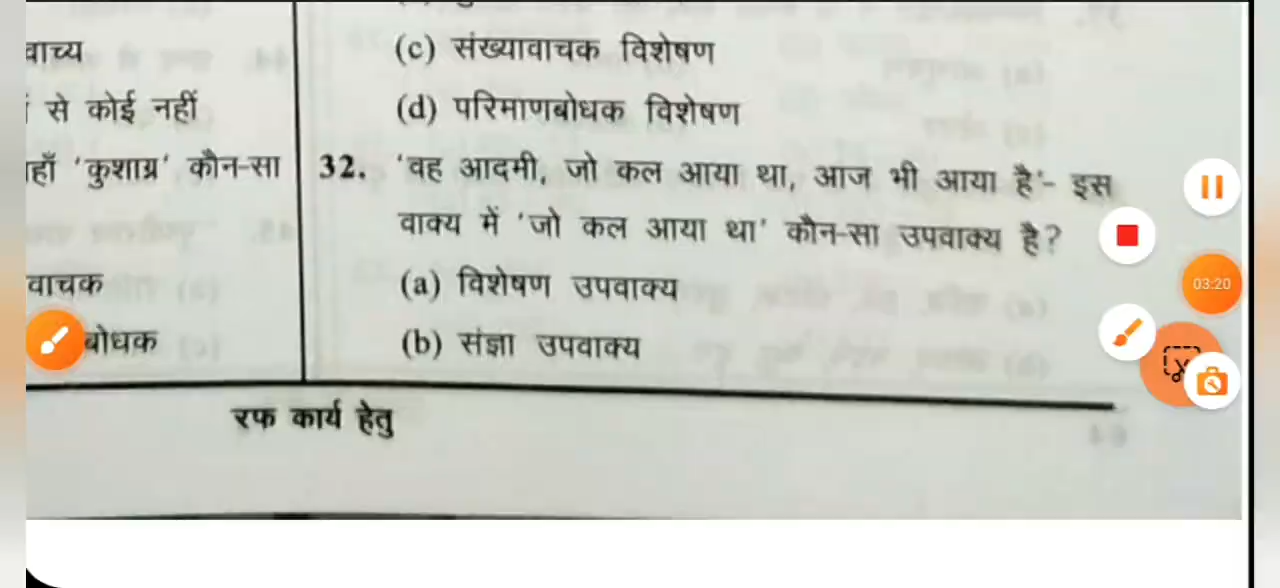 वाच्य
से कोई नहीं
'कुशाग्र' कौन-सा
वाचक
बोधक
(c) संख्यावाचक विशेषण
(d) परिमाणबोधक विशेषण
32. 'वह आदमी, जो कल आया था, आज भी आया है'- इस
वाक्य में 'जो कल आया था' कौन-सा उपवाक्य है?
(a) विशेषण उपवाक्य
(b) संज्ञा उपवाक्य
रफ कार्य हेतु
03:20